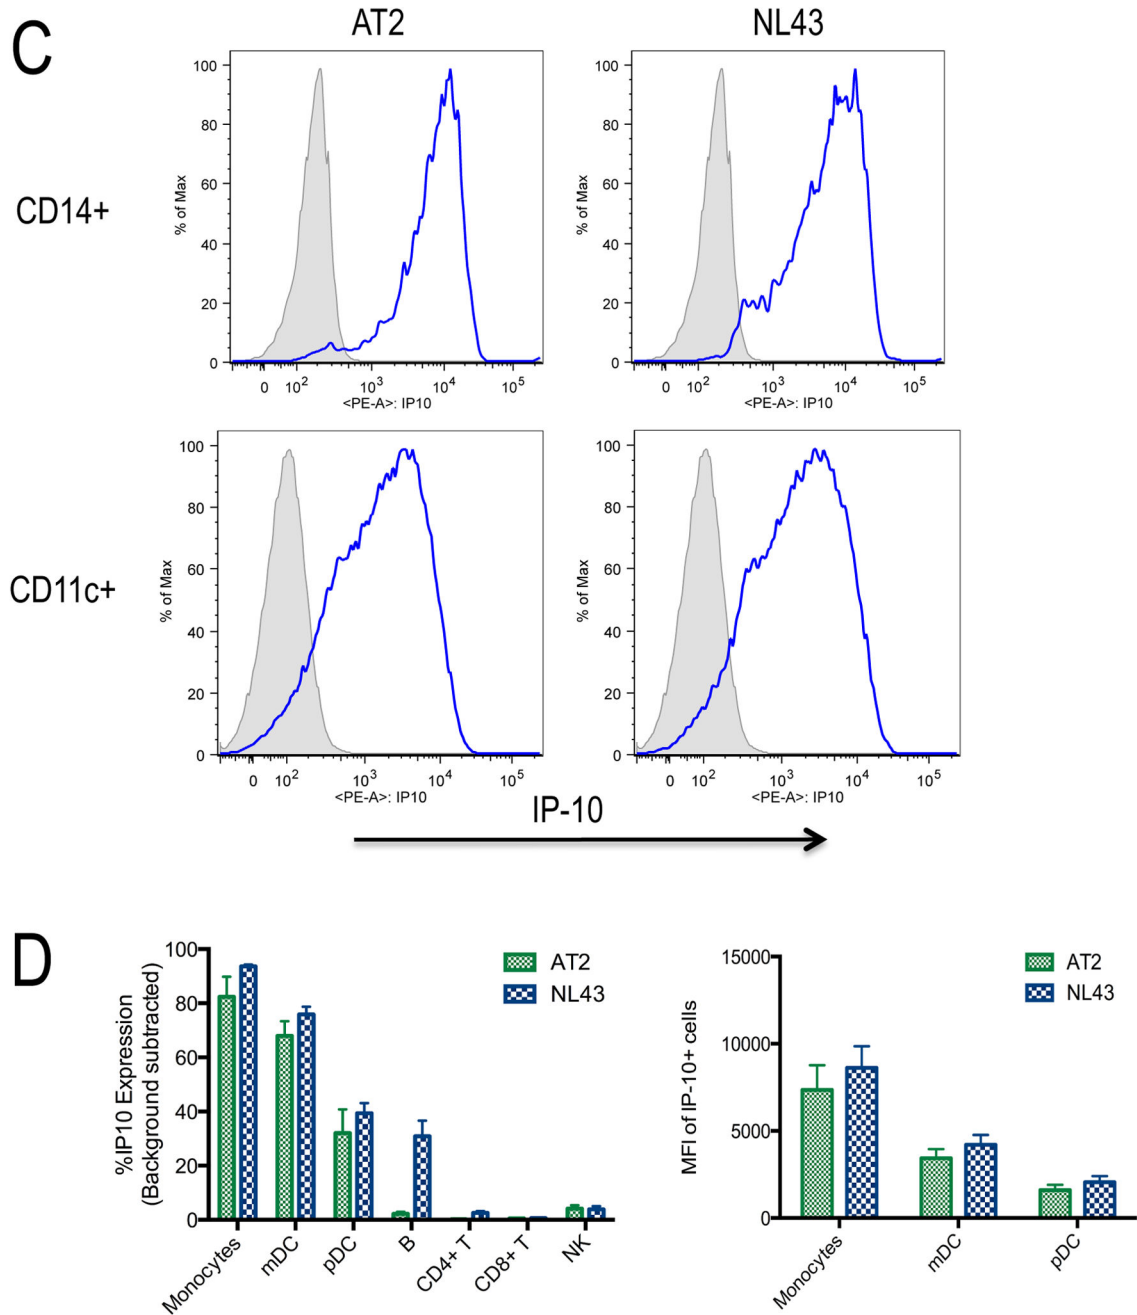 C
AT2
NL43
CD14+
% of Max
100
80
60
40
20
0
0 10² 10³ 10⁴ 10⁵
<PE-A>: IP10
% of Max
100
80
60
40
20
0
0 10² 10³ 10⁴ 10⁵
<PE-A>: IP10
CD11c+
% of Max
100
80
60
40
20
0
0 10² 10³ 10⁴ 10⁵
<PE-A>: IP10
% of Max
100
80
60
40
20
0
0 10² 10³ 10⁴ 10⁵
<PE-A>: IP10
IP-10
D
%IP10 Expression
(Background subtracted)
100
80
60
40
20
0
AT2
NL43
Monocytes
mDC
pDC
B
CD4+ T
CD8+ T
NK
MFI of IP-10+ cells
15000
10000
5000
0
AT2
NL43
Monocytes
mDC
pDC